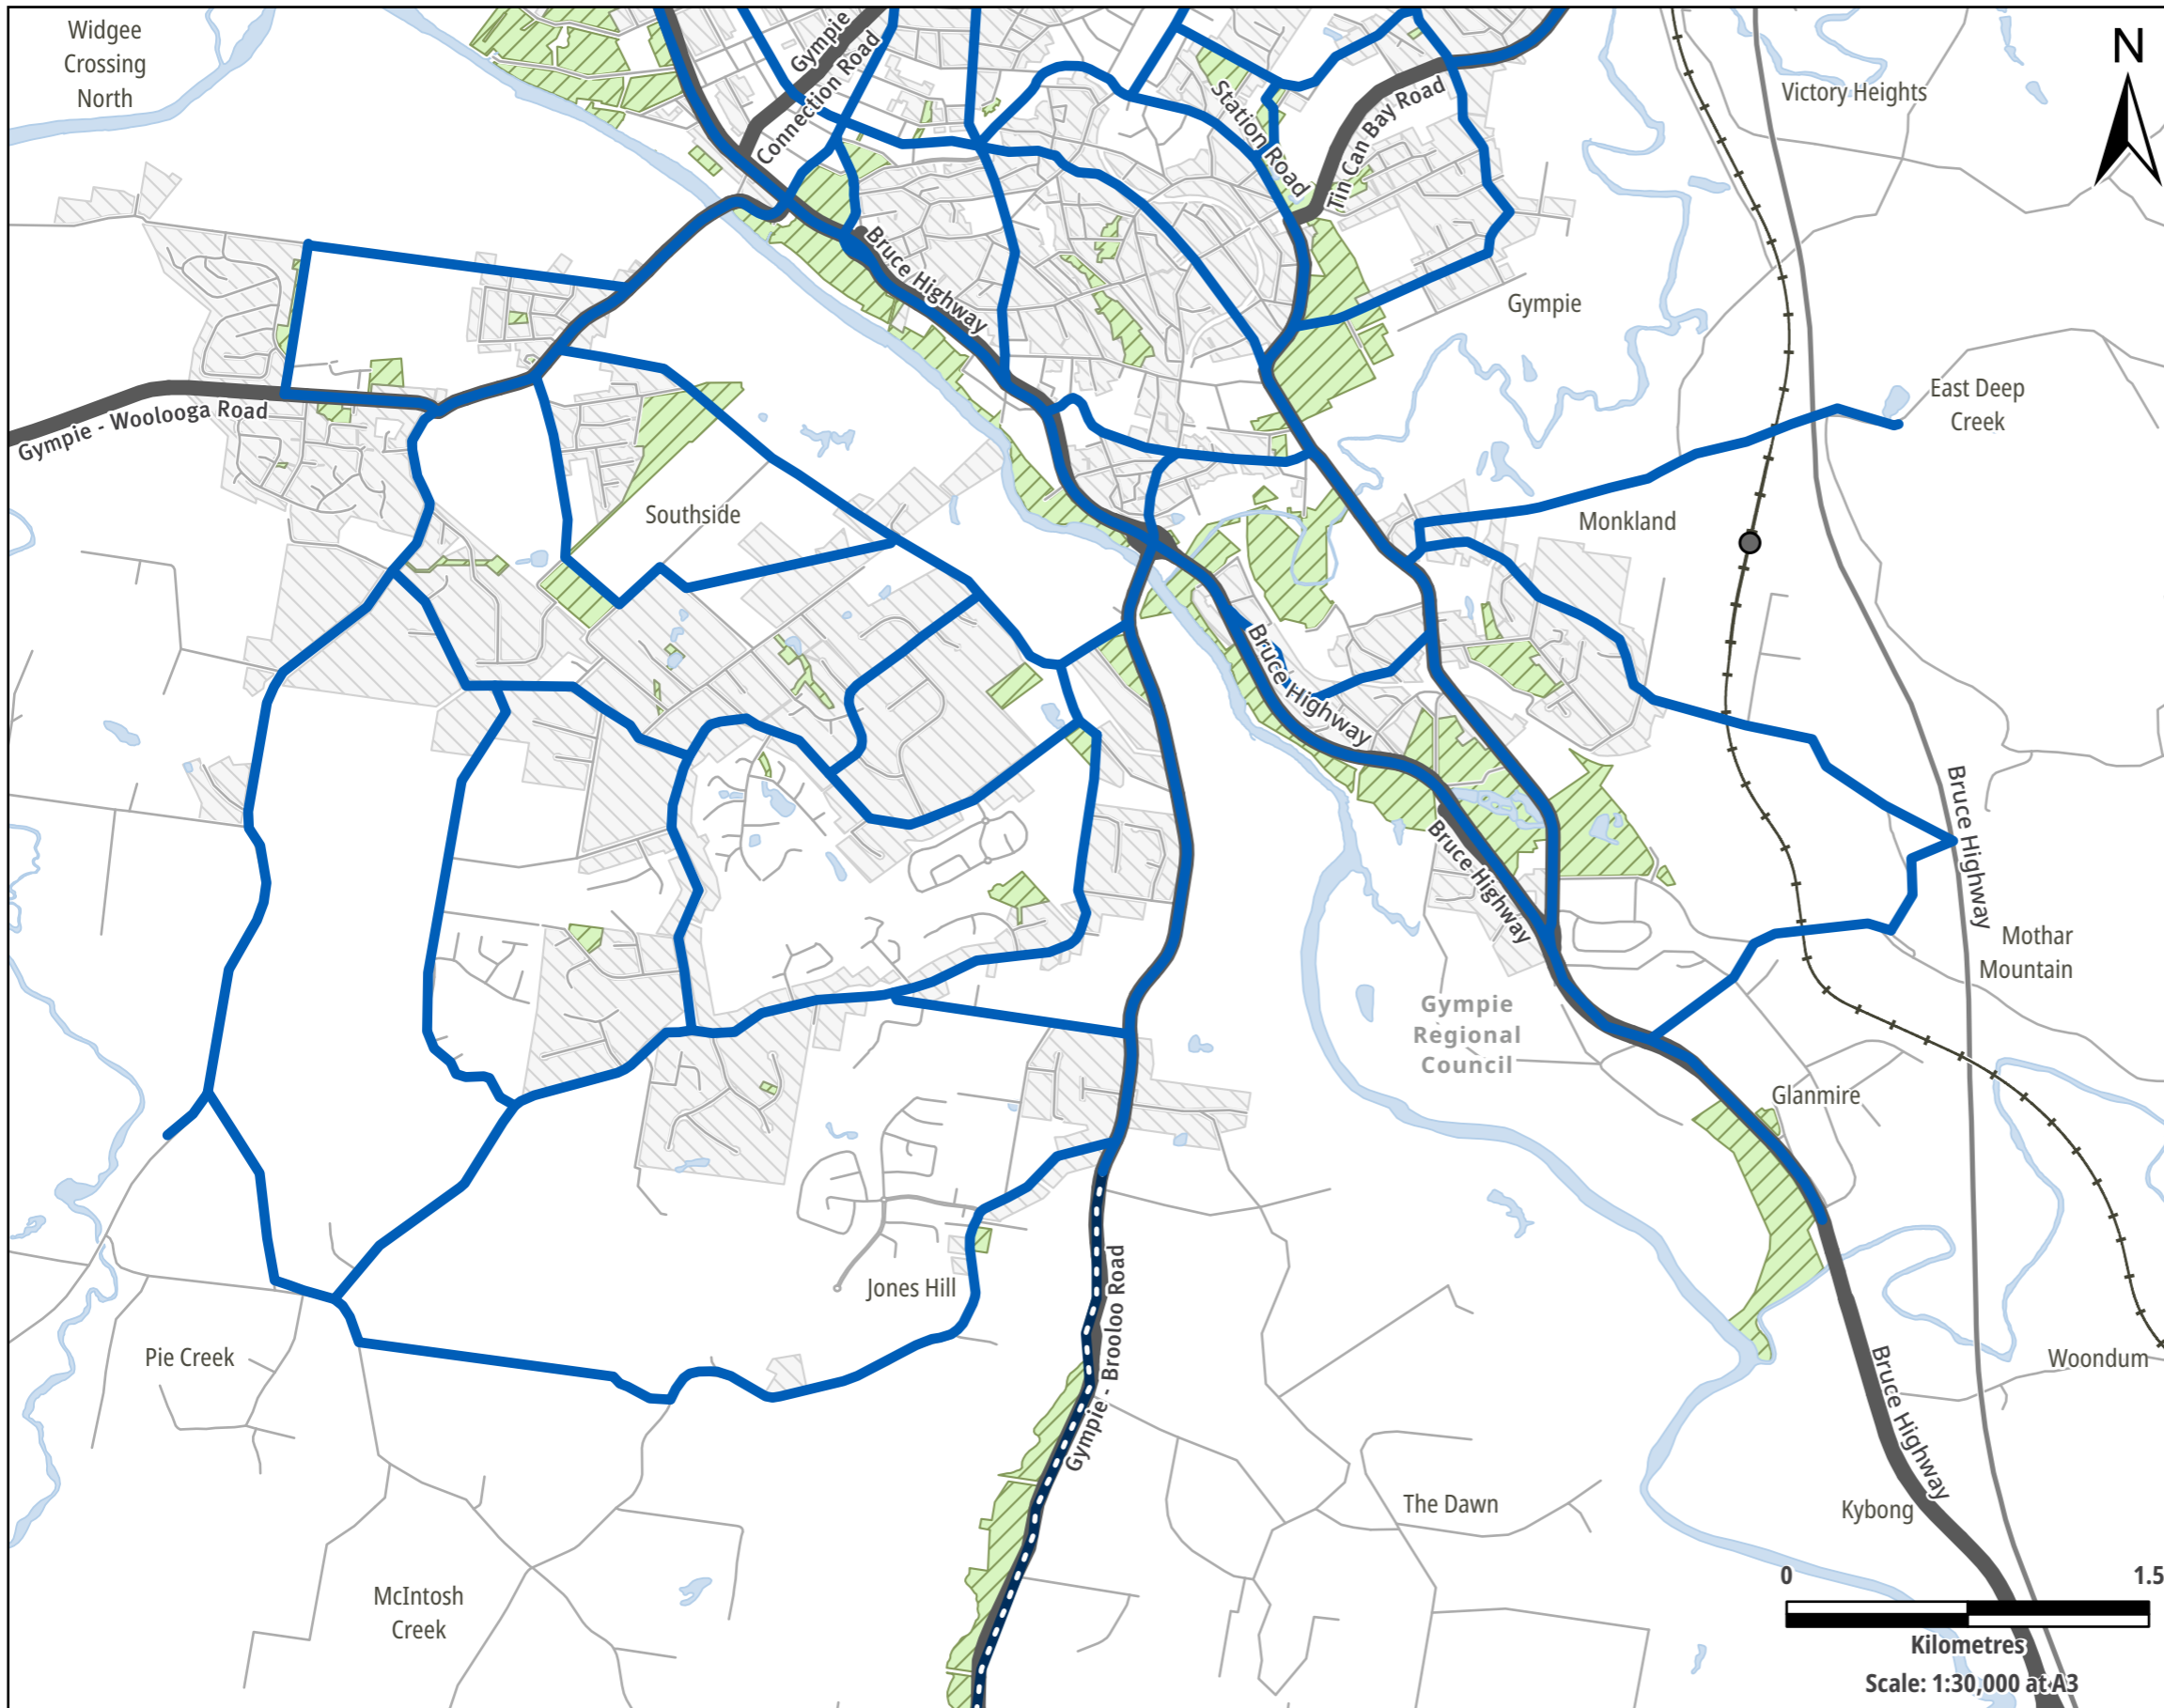 Widgee
Crossing
North
Gympie
Connection Road
Station Road
Tin Can Bay Road
Victory Heights
N
Bruce Highway
Gympie
Gympie - Woolooga Road
East Deep
Creek
Southside
Monkland
Bruce Highway
Bruce Highway
Bruce Highway
Mothar
Mountain
Gympie
Regional
Council
Glanmire
Jones Hill
Gympie - Brooloo Road
Pie Creek
Woondum
Bruce Highway
The Dawn
Kybong
McIntosh
Creek
0
1.5
Kilometres
Scale: 1:30,000 at A3